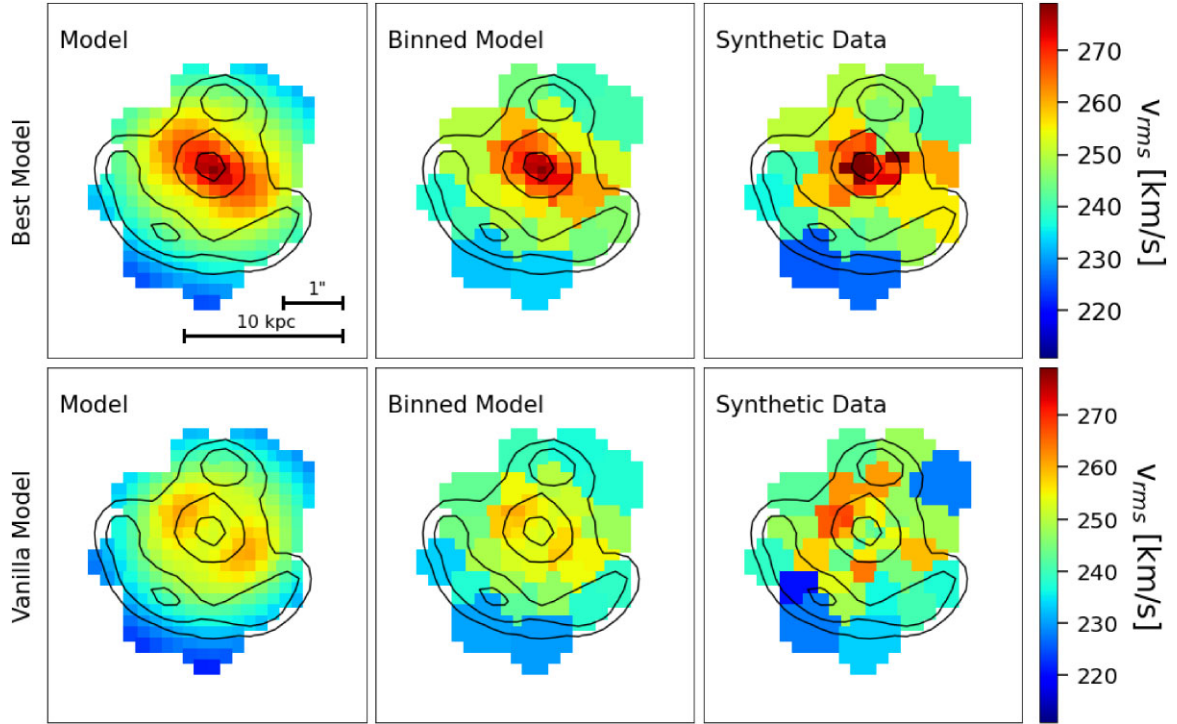 Best Model
Model
Binned Model
Synthetic Data
1"
10 kpc
270
260
250
240
230
220
v_rms [km/s]
Vanilla Model
Model
Binned Model
Synthetic Data
270
260
250
240
230
220
v_rms [km/s]